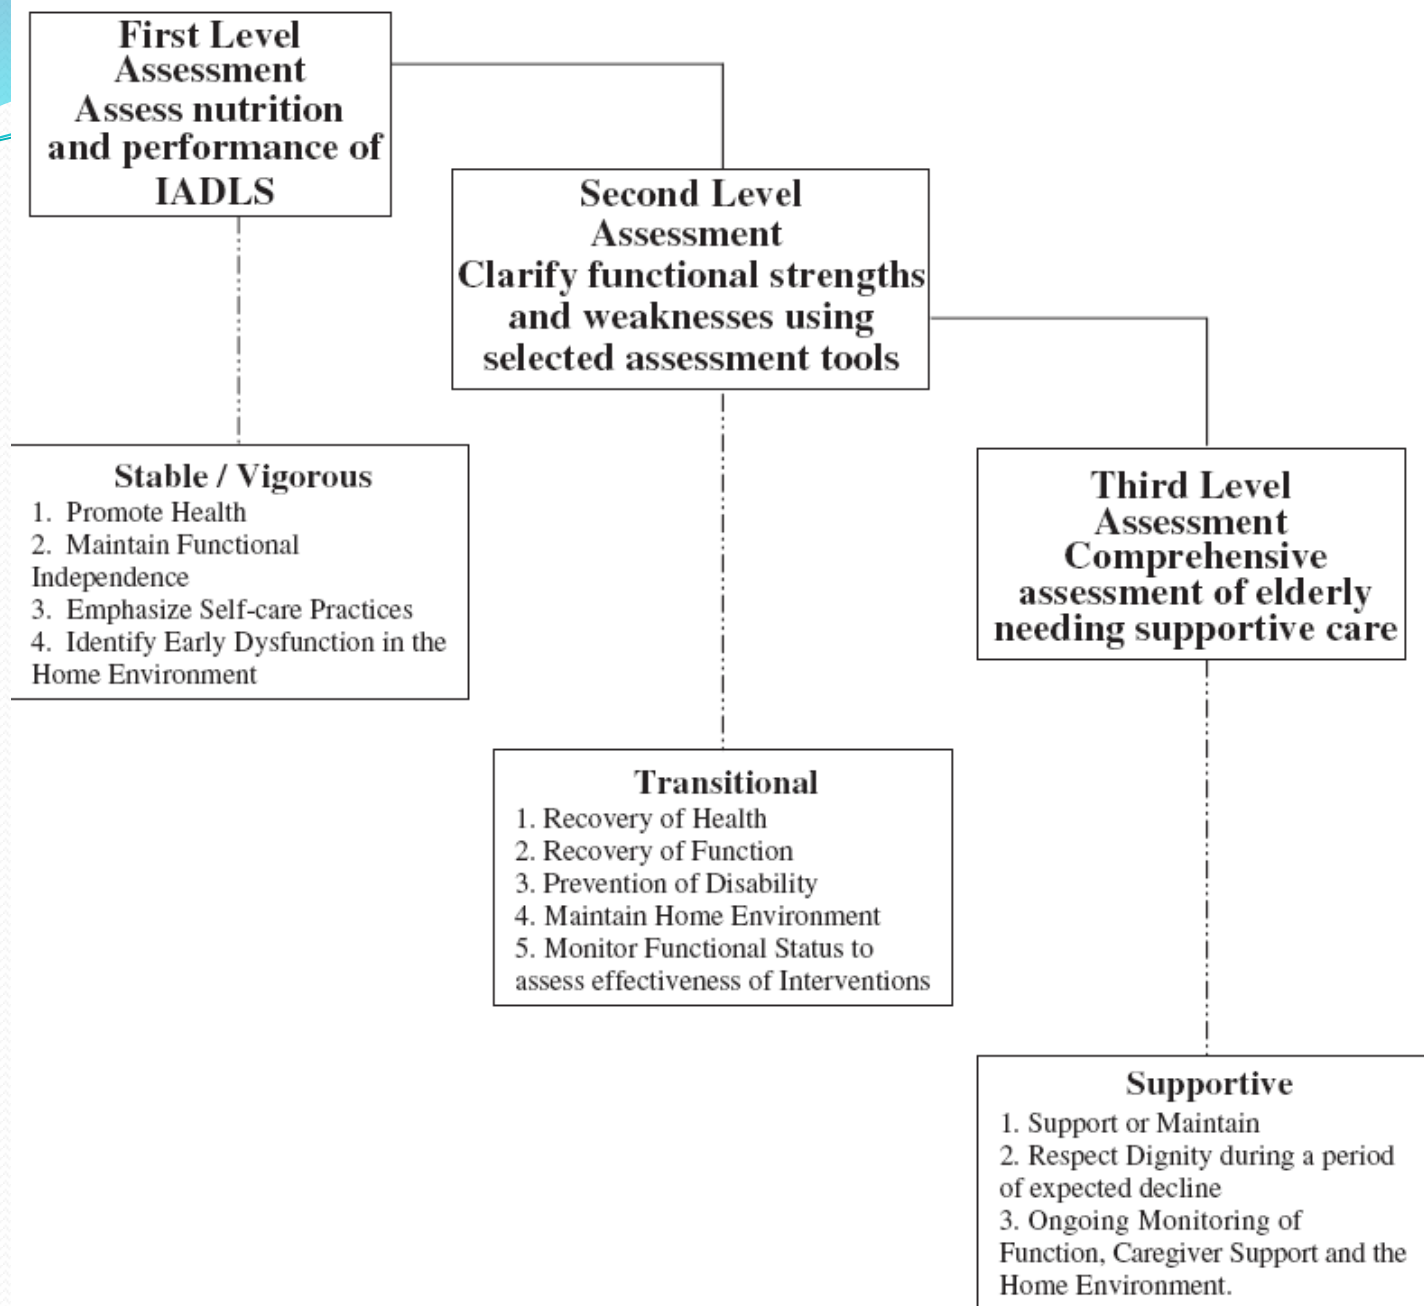 First Level
Assessment
Assess nutrition
and performance of
IADLS
Second Level
Assessment
Clarify functional strengths
and weaknesses using
selected assessment tools
Stable / Vigorous
1. Promote Health
2. Maintain Functional
Independence
3. Emphasize Self-care Practices
4. Identify Early Dysfunction in the
Home Environment
Third Level
Assessment
Comprehensive
assessment of elderly
needing supportive care
Transitional
1. Recovery of Health
2. Recovery of Function
3. Prevention of Disability
4. Maintain Home Environment
5. Monitor Functional Status to
assess effectiveness of Interventions
Supportive
1. Support or Maintain
2. Respect Dignity during a period
of expected decline
3. Ongoing Monitoring of
Function, Caregiver Support and the
Home Environment.